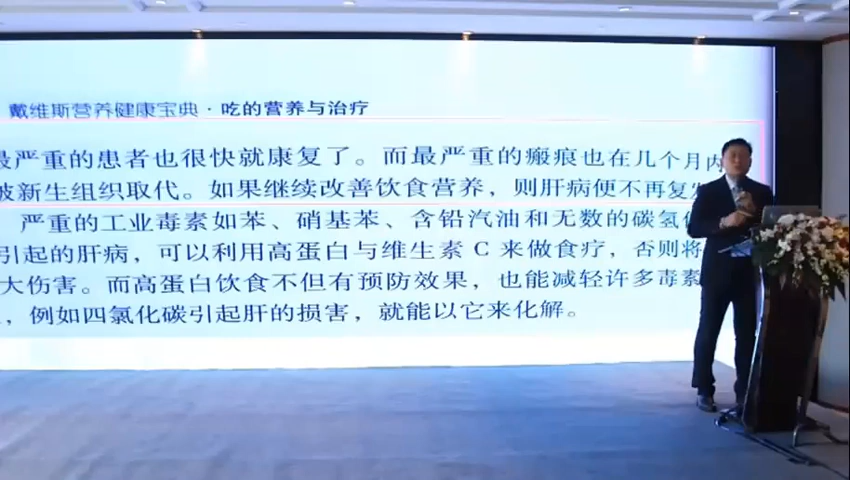 戴维斯营养健康宝典·吃的营养与治疗
最严重的患者也很快就康复了。而最严重的瘢痕也在几个月内
被新生组织取代。如果继续改善饮食营养，则肝病便不再复发
严重的工业毒素如苯、硝基苯、含铅汽油和无数的碳氢
引起的肝病，可以利用高蛋白与维生素 C 来做食疗，否则将
大伤害。而高蛋白饮食不但有预防效果，也能减轻许多毒素
，例如四氯化碳引起肝的损害，就能以它来化解。